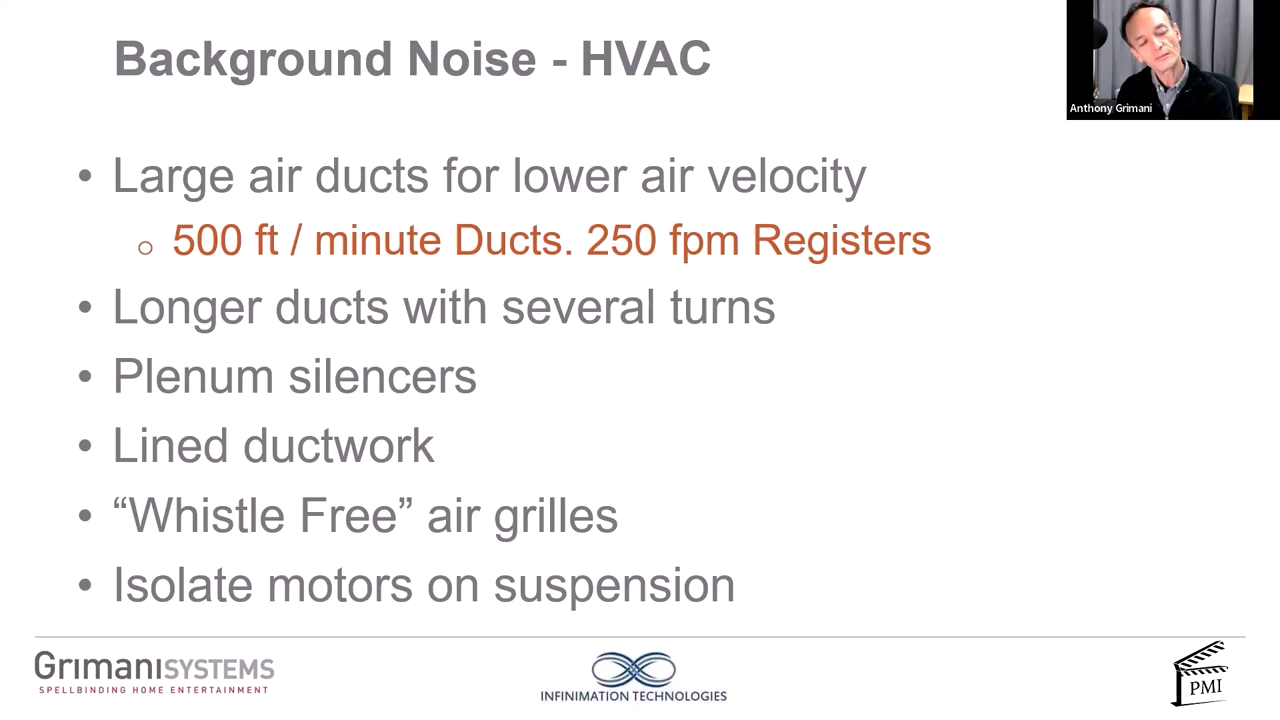 Background Noise - HVAC
Anthony Grimani
• Large air ducts for lower air velocity
o 500 ft / minute Ducts. 250 fpm Registers
• Longer ducts with several turns
• Plenum silencers
• Lined ductwork
• “Whistle Free” air grilles
• Isolate motors on suspension
GrimaniSYSTEMS
SPELLBINDING HOME ENTERTAINMENT
INFINIMATION TECHNOLOGIES
PMI